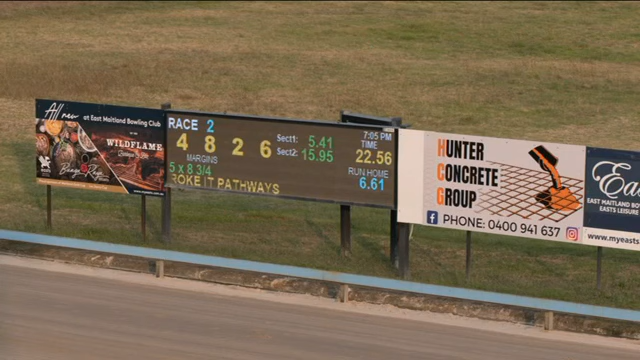 All new at East Maitland Bowling Club
WILDFLAME
RACE 2
4 8 2 6
MARGINS
5 x 8 3/4
ROKE IT PATHWAYS
Sect1: 5.41
Sect2: 15.95
7:05 PM
TIME
22.56
RUN HOME
6.61
HUNTER
CONCRETE
GROUP
H
C
G
PHONE: 0400 941 637
EAST MAITLAND BOW
EASTS LEISURE
www.myeasts